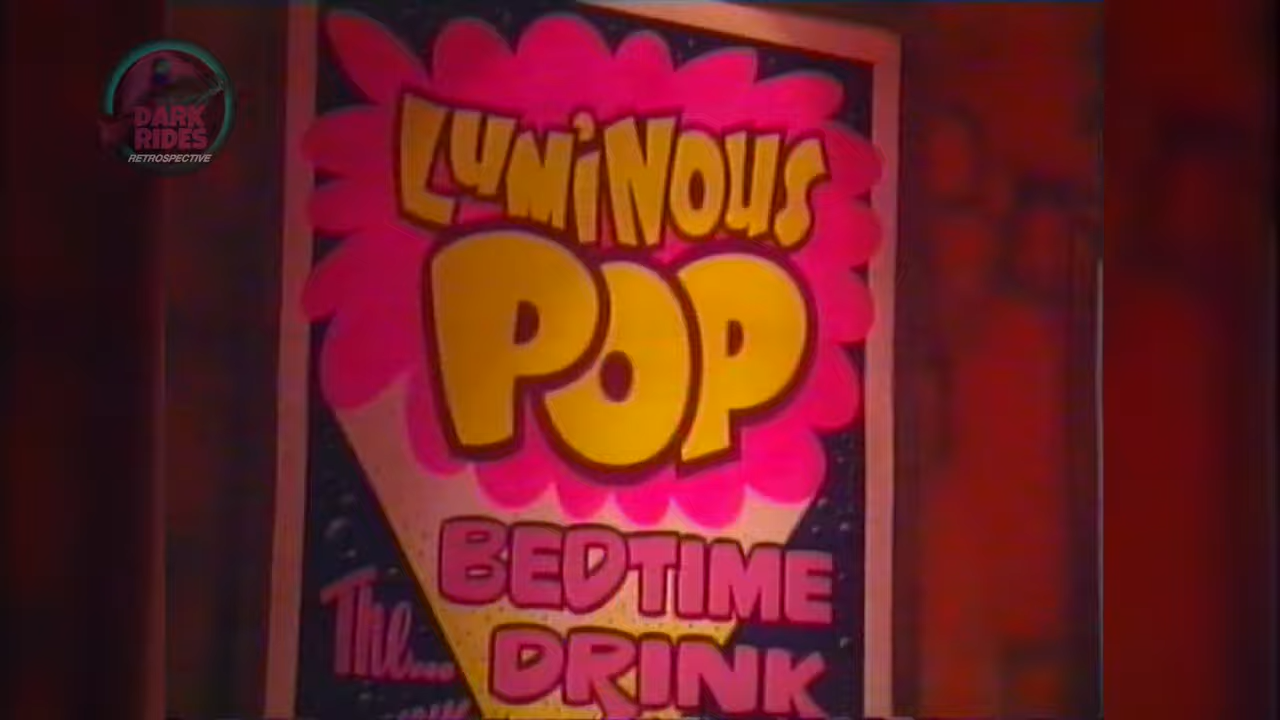 DARK
RIDES
RETROSPECTIVE
LUMiNOUS
POP
BEDTIME
The...
DRINK